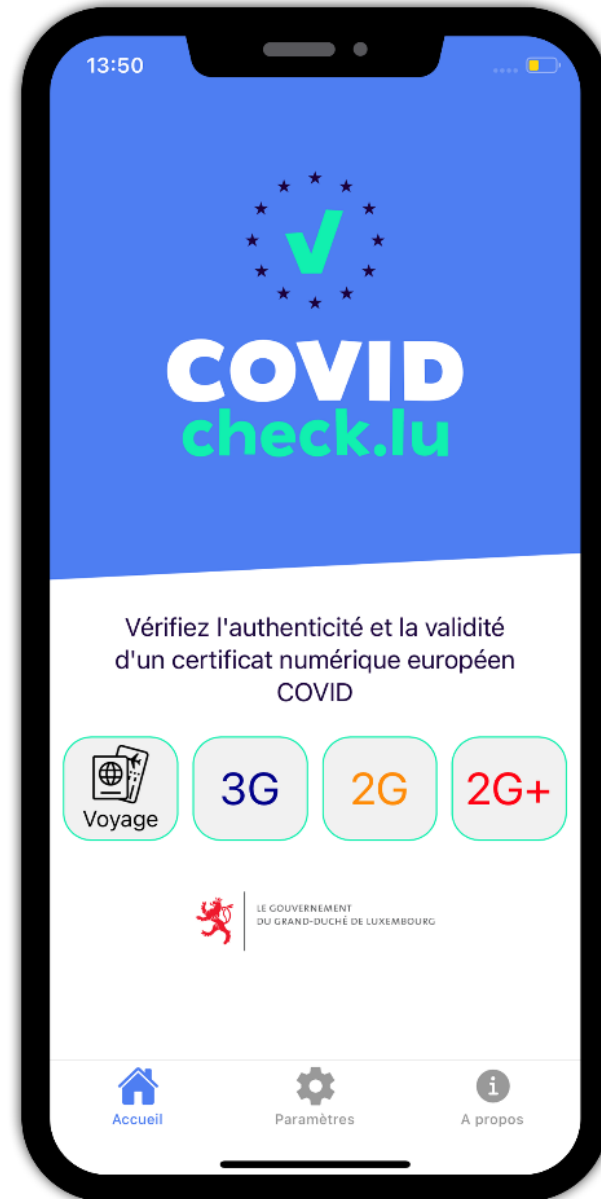 13:50
COVID
check.lu
Vérifiez l'authenticité et la validité
d'un certificat numérique européen
COVID
Voyage
3G
2G
2G+
LE GOUVERNEMENT
DU GRAND-DUCHÉ DE LUXEMBOURG
Accueil
Paramètres
A propos